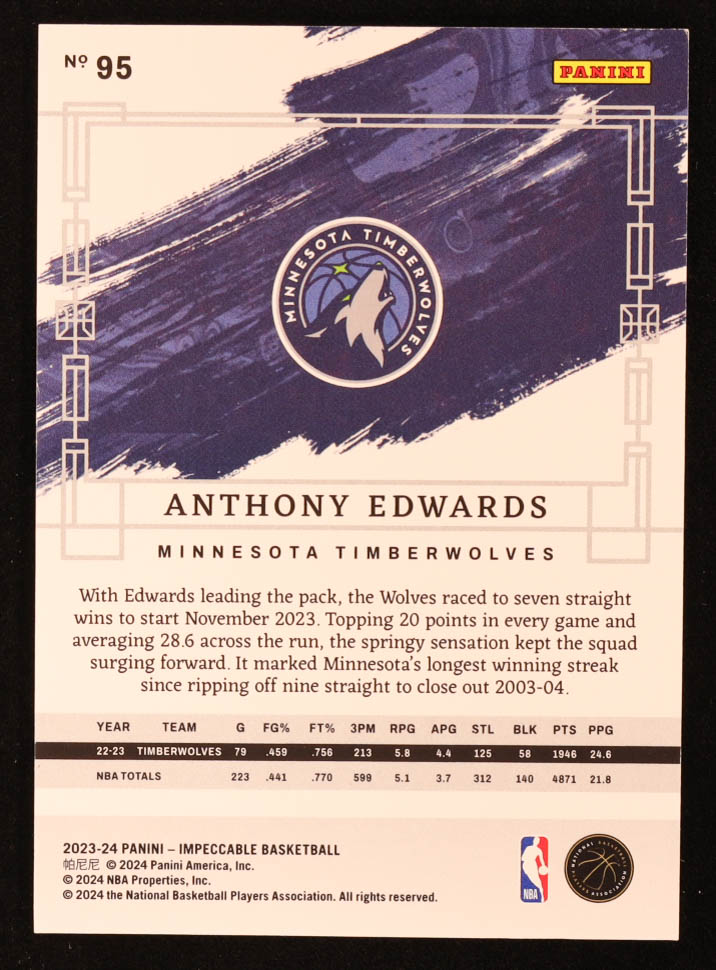 Nº 95
PANINI
MINNESOTA TIMBERWOLVES
ANTHONY EDWARDS
MINNESOTA TIMBERWOLVES
With Edwards leading the pack, the Wolves raced to seven straight
wins to start November 2023. Topping 20 points in every game and
averaging 28.6 across the run, the springy sensation kept the squad
surging forward. It marked Minnesota's longest winning streak
since ripping off nine straight to close out 2003-04.
YEAR TEAM G FG% FT% 3PM RPG APG STL BLK PTS PPG
22-23 TIMBERWOLVES 79 .459 .756 213 5.8 4.4 125 58 1946 24.6
NBA TOTALS 223 .441 .770 599 5.1 3.7 312 140 4871 21.8
2023-24 PANINI – IMPECCABLE BASKETBALL
帕尼尼 © 2024 Panini America, Inc.
© 2024 NBA Properties, Inc.
© 2024 the National Basketball Players Association. All rights reserved.
NBA
NATIONAL BASKETBALL PLAYERS ASSOCIATION